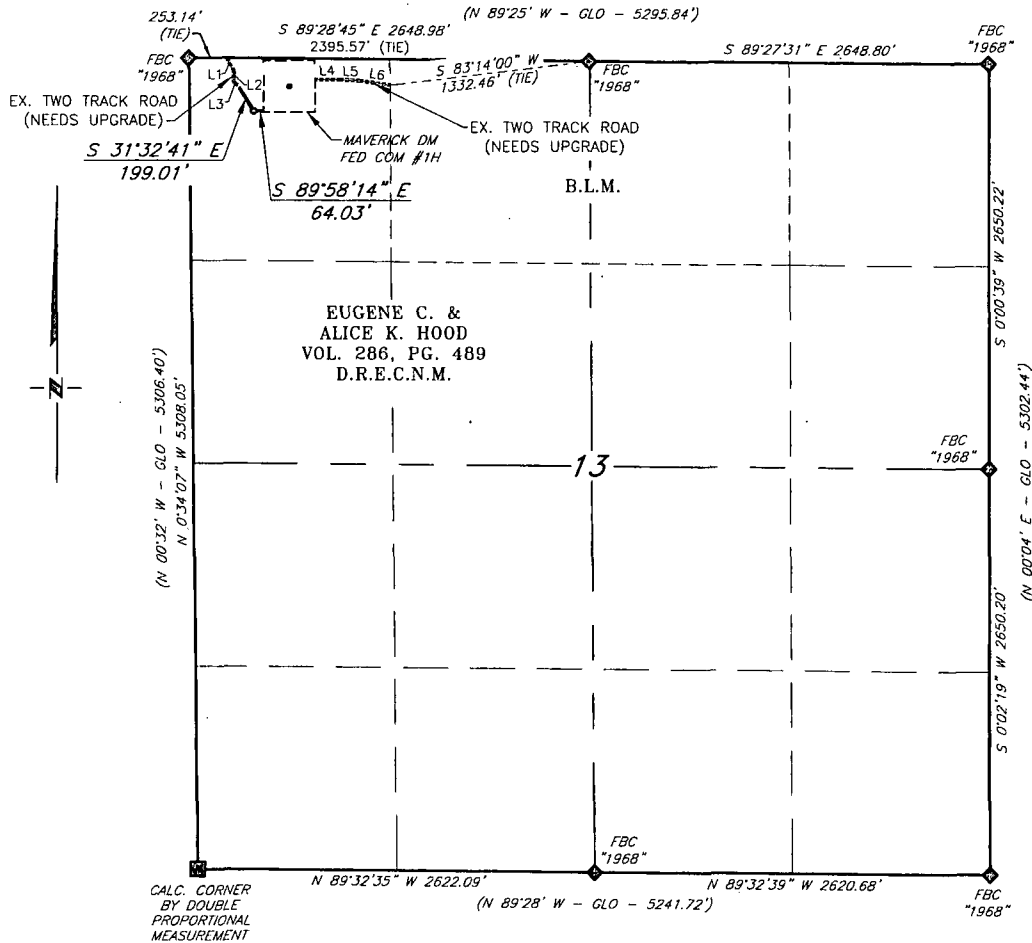 (N 89°25' W - GLO - 5295.84')
253.14'
(TIE)
S 89°28'45" E 2648.98'
2395.57' (TIE)
S 89°27'31" E 2648.80'
FBC
"1968"
FBC
"1968"
FBC
"1968"
L1
L2
L3
L4
L5
L6
S 83°14'00" W
1332.46' (TIE)
EX. TWO TRACK ROAD
(NEEDS UPGRADE)
EX. TWO TRACK ROAD
(NEEDS UPGRADE)
MAVERICK DM
FED COM #1H
S 31°32'41" E
199.01'
S 89°58'14" E
64.03'
B.L.M.
S 0°00'39" W 2650.22'
EUGENE C. &
ALICE K. HOOD
VOL. 286, PG. 489
D.R.E.C.N.M.
N
(N 00°32' W - GLO - 5306.40')
N 0°34'07" W 5308.05'
13
FBC
"1968"
(N 00°04' E - GLO - 5302.44')
S 0°02'19" W 2650.20'
FBC
"1968"
CALC. CORNER
BY DOUBLE
PROPORTIONAL
MEASUREMENT
N 89°32'35" W 2622.09'
N 89°32'39" W 2620.68'
(N 89°28' W - GLO - 5241.72')
FBC
"1968"